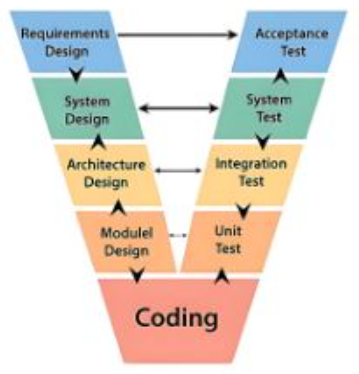 Requirements
Design
Acceptance
Test
System
Design
System
Test
Architecture
Design
Integration
Test
Modulel
Design
Unit
Test
Coding